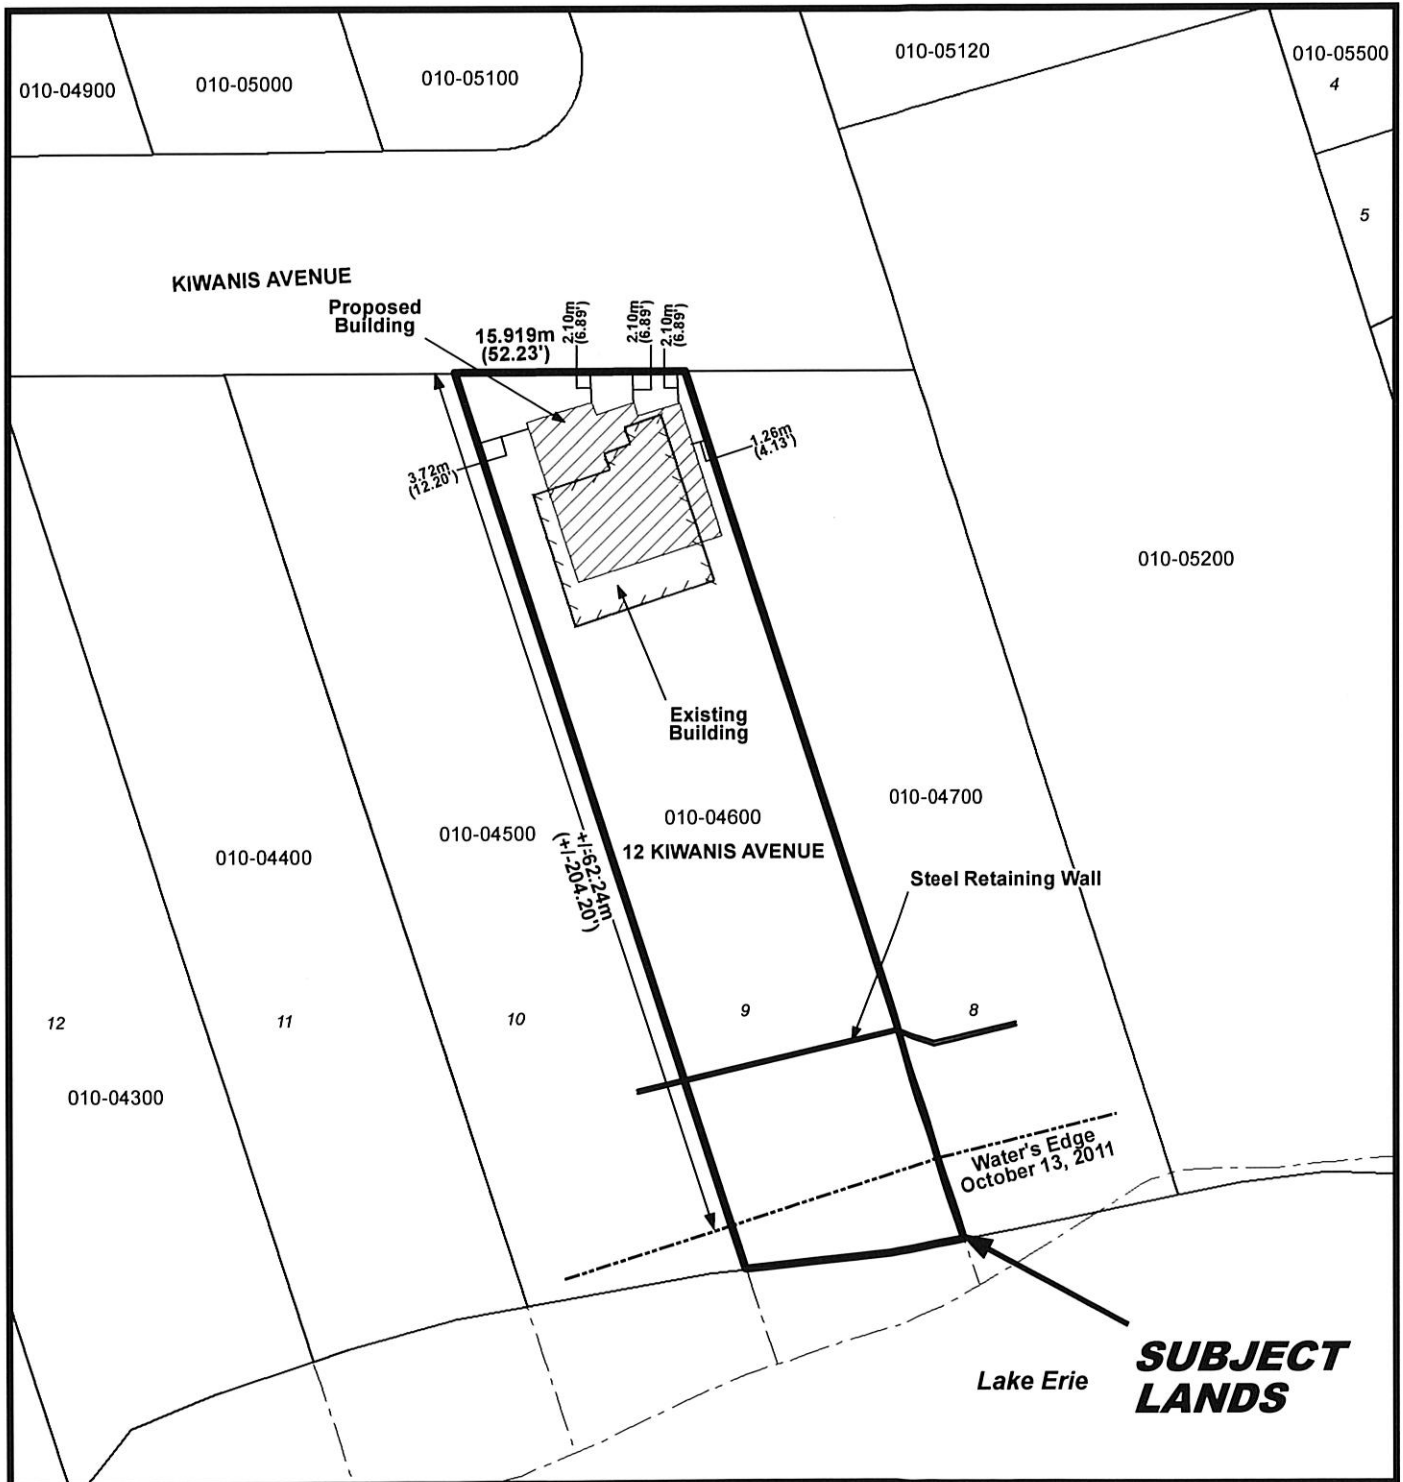 010-04900
010-05000
010-05100
010-05120
010-05500
4
5
KIWANIS AVENUE
Proposed
Building
15.919m
(52.23')
2.10m
(6.89')
2.10m
(6.89')
2.10m
(6.89')
3.72m
(12.20')
1.26m
(4.13')
010-05200
Existing
Building
010-04400
010-04500
+/-62.24m
(+/-204.20')
010-04600
12 KIWANIS AVENUE
010-04700
Steel Retaining Wall
12
11
10
9
8
010-04300
Water's Edge
October 13, 2011
Lake Erie
SUBJECT
LANDS